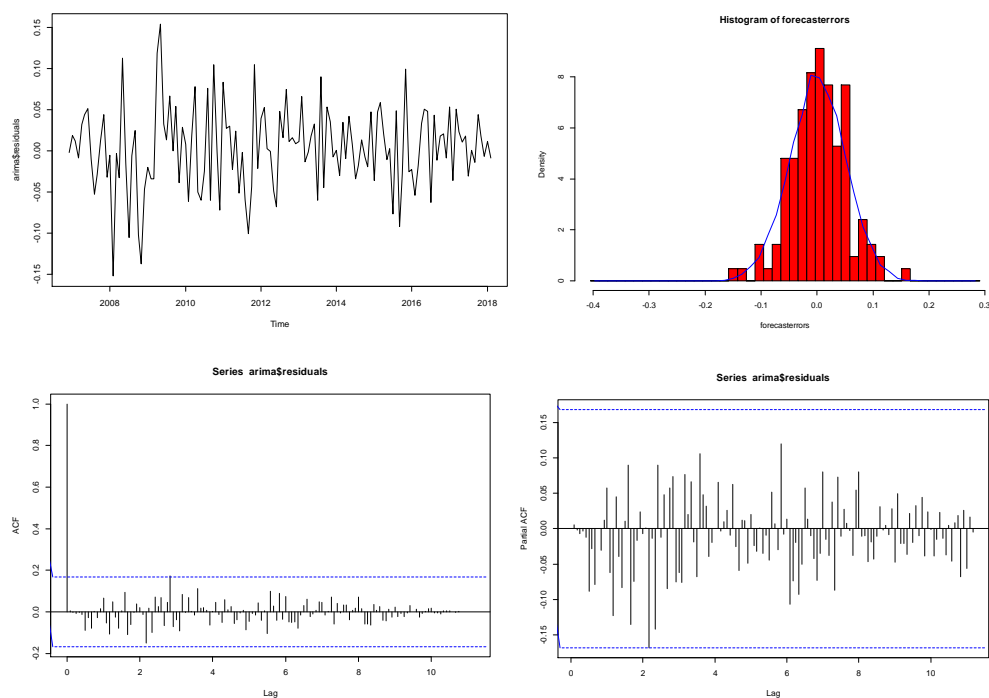 arima$residuals
0.15
0.10
0.05
0.00
-0.05
-0.10
-0.15
2008 2010 2012 2014 2016 2018
Time
Histogram of forecasterrors
Density
8
6
4
2
0
-0.4 -0.3 -0.2 -0.1 0.0 0.1 0.2 0.3
forecasterrors
Series arima$residuals
ACF
1.0
0.8
0.6
0.4
0.2
0.0
-0.2
0 2 4 6 8 10
Lag
Series arima$residuals
Partial ACF
0.15
0.10
0.05
0.00
-0.05
-0.10
-0.15
0 2 4 6 8 10
Lag